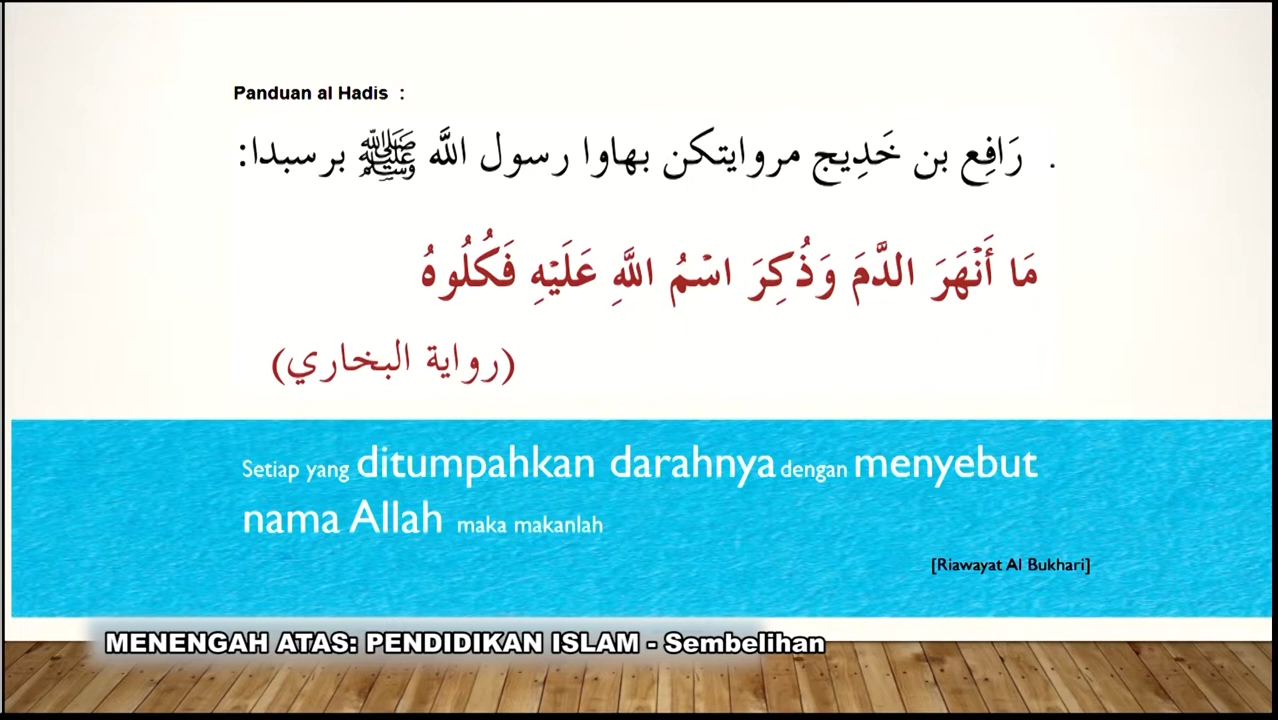 Panduan al Hadis :
. رَافِع بن خَدِيج مروايتكن بهاوا رسول اللَّه ﷺ برسبدا:
مَا أَنْهَرَ الدَّمَ وَذُكِرَ اسْمُ اللَّهِ عَلَيْهِ فَكُلُوهُ
(رواية البخاري)
Setiap yang ditumpahkan darahnya dengan menyebut
nama Allah maka makanlah
[Riawayat Al Bukhari]
MENENGAH ATAS: PENDIDIKAN ISLAM - Sembelihan